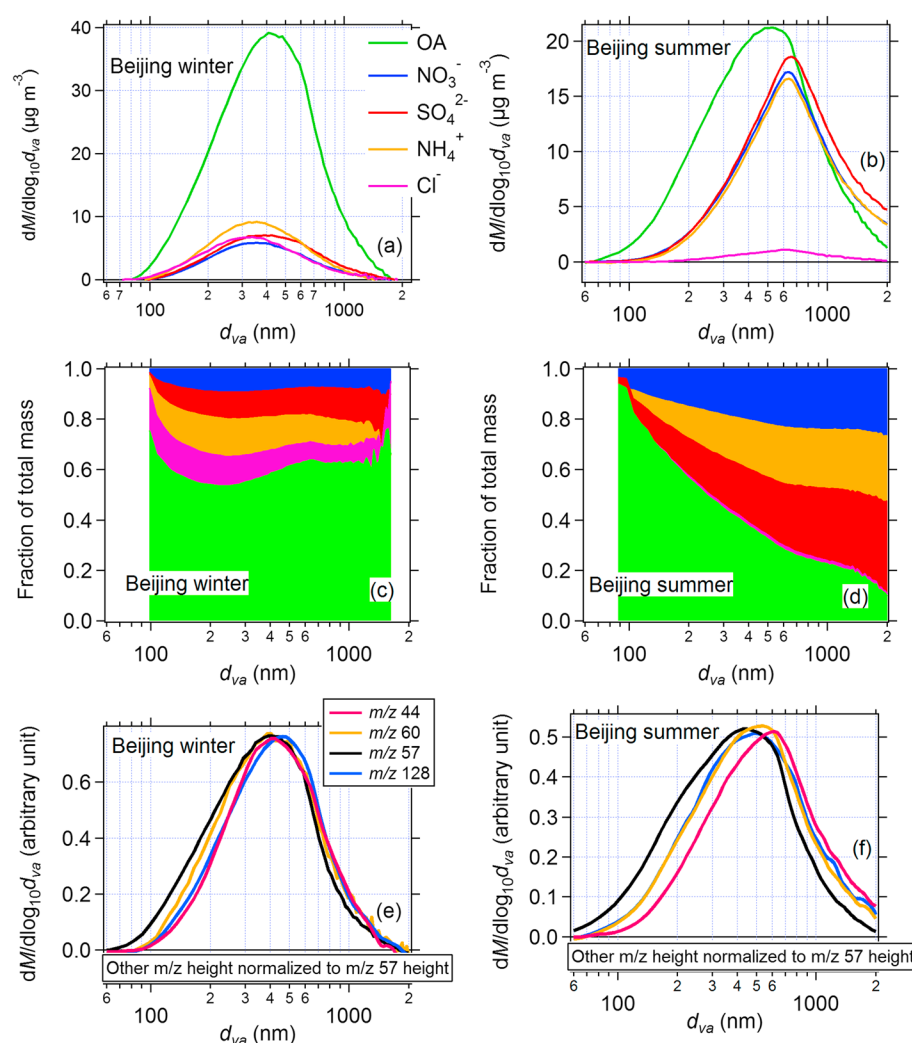 40
30
20
10
0
dM/dlog₁₀dᵥₐ (µg m⁻³)
Beijing winter
OA
NO₃⁻
SO₄²⁻
NH₄⁺
Cl⁻
(a)
6 7 2 3 4 5 6 7 2
100 1000
dᵥₐ (nm)
20
15
10
5
0
dM/dlog₁₀dᵥₐ (µg m⁻³)
Beijing summer
(b)
6 2 3 4 5 6 2
100 1000
dᵥₐ (nm)
1.0
0.8
0.6
0.4
0.2
0.0
Fraction of total mass
Beijing winter
(c)
6 2 3 4 5 6 2
100 1000
dᵥₐ (nm)
1.0
0.8
0.6
0.4
0.2
0.0
Fraction of total mass
Beijing summer
(d)
6 2 3 4 5 6 2
100 1000
dᵥₐ (nm)
0.6
0.4
0.2
0.0
dM/dlog₁₀dᵥₐ (arbitrary unit)
Beijing winter
m/z 44
m/z 60
m/z 57
m/z 128
(e)
Other m/z height normalized to m/z 57 height
6 2 3 4 5 6 2
100 1000
dᵥₐ (nm)
0.5
0.4
0.3
0.2
0.1
0.0
dM/dlog₁₀dᵥₐ (arbitrary unit)
Beijing summer
(f)
Other m/z height normalized to m/z 57 height
6 2 3 4 5 6 2
100 1000
dᵥₐ (nm)